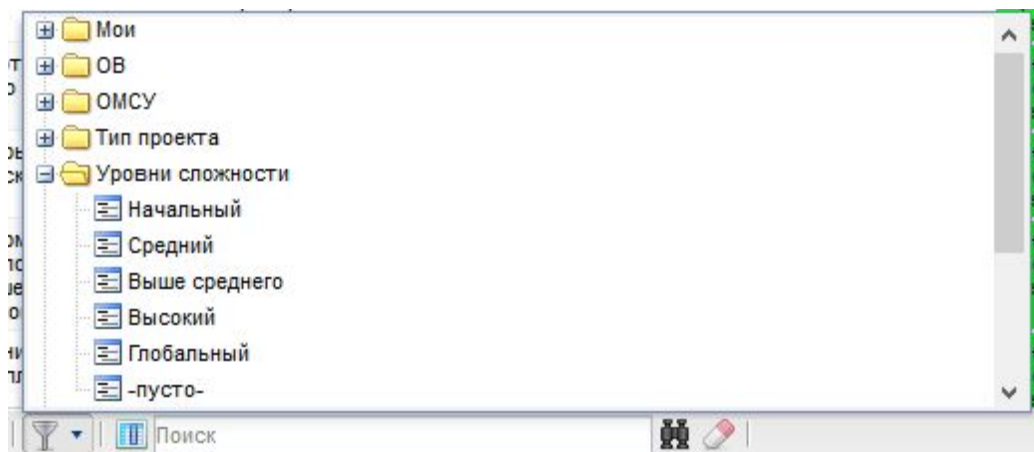 Мои
ОВ
ОМСУ
Тип проекта
Уровни сложности
Начальный
Средний
Выше среднего
Высокий
Глобальный
-пусто-
Поиск